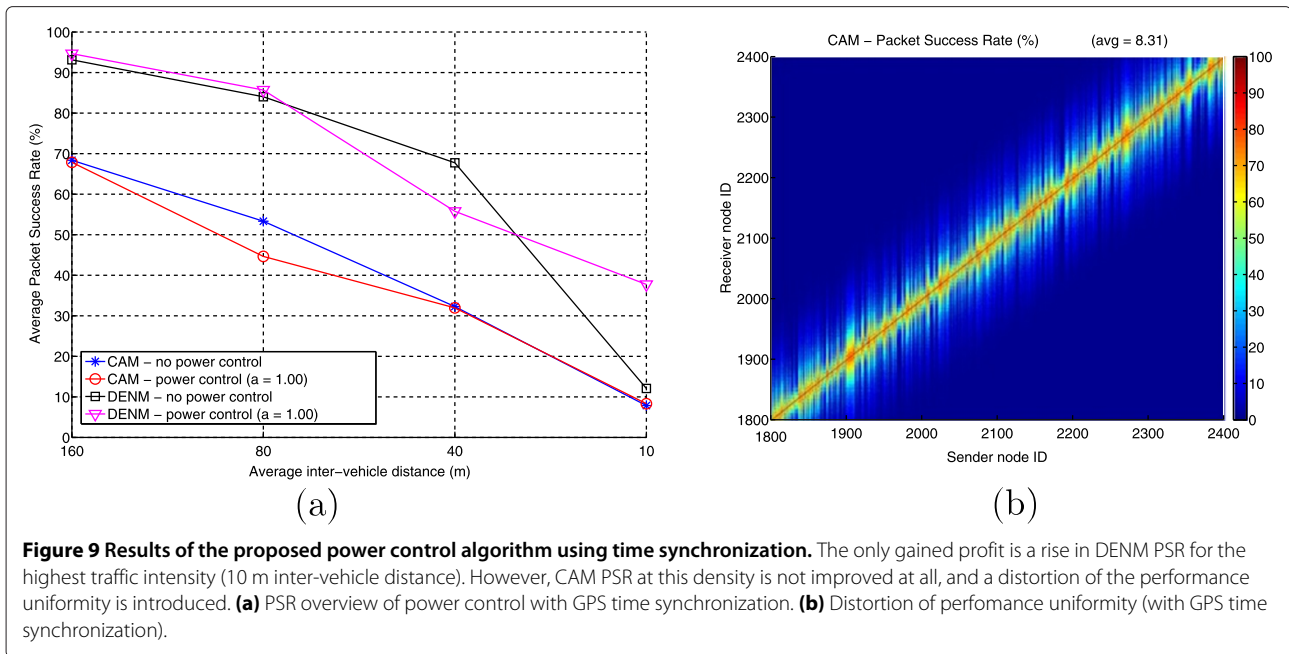 100
90
80
70
60
50
40
30
20
10
0
Average Packet Success Rate (%)
CAM − no power control
CAM − power control (a = 1.00)
DENM − no power control
DENM − power control (a = 1.00)
160
80
40
10
Average inter−vehicle distance (m)
(a)
CAM − Packet Success Rate (%) (avg = 8.31)
2400
2300
2200
2100
2000
1900
1800
Receiver node ID
1800
1900
2000
2100
2200
2300
2400
Sender node ID
100
90
80
70
60
50
40
30
20
10
0
(b)
Figure 9 Results of the proposed power control algorithm using time synchronization. The only gained profit is a rise in DENM PSR for the
highest traffic intensity (10 m inter-vehicle distance). However, CAM PSR at this density is not improved at all, and a distortion of the performance
uniformity is introduced. (a) PSR overview of power control with GPS time synchronization. (b) Distortion of perfomance uniformity (with GPS time
synchronization).